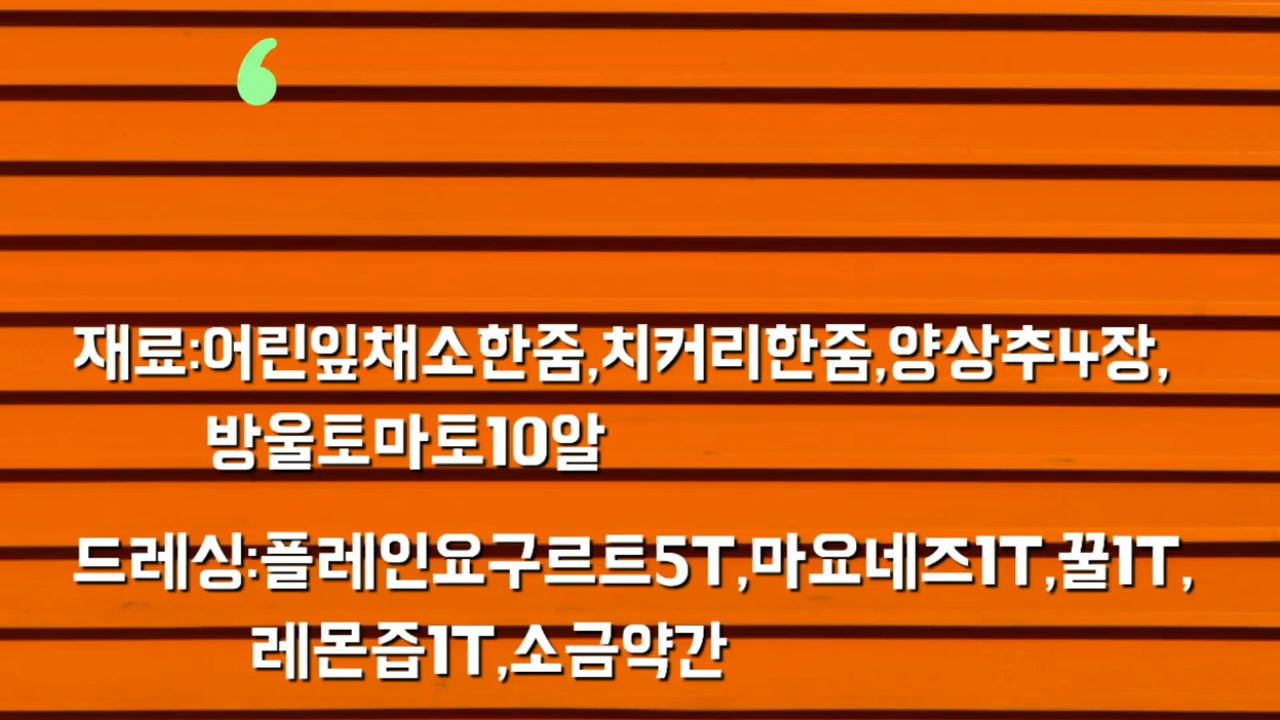 ‘
재료:어린잎채소한줌,치커리한줌,양상추4장,
방울토마토10알
드레싱:플레인요구르트5T,마요네즈1T,꿀1T,
레몬즙1T,소금약간